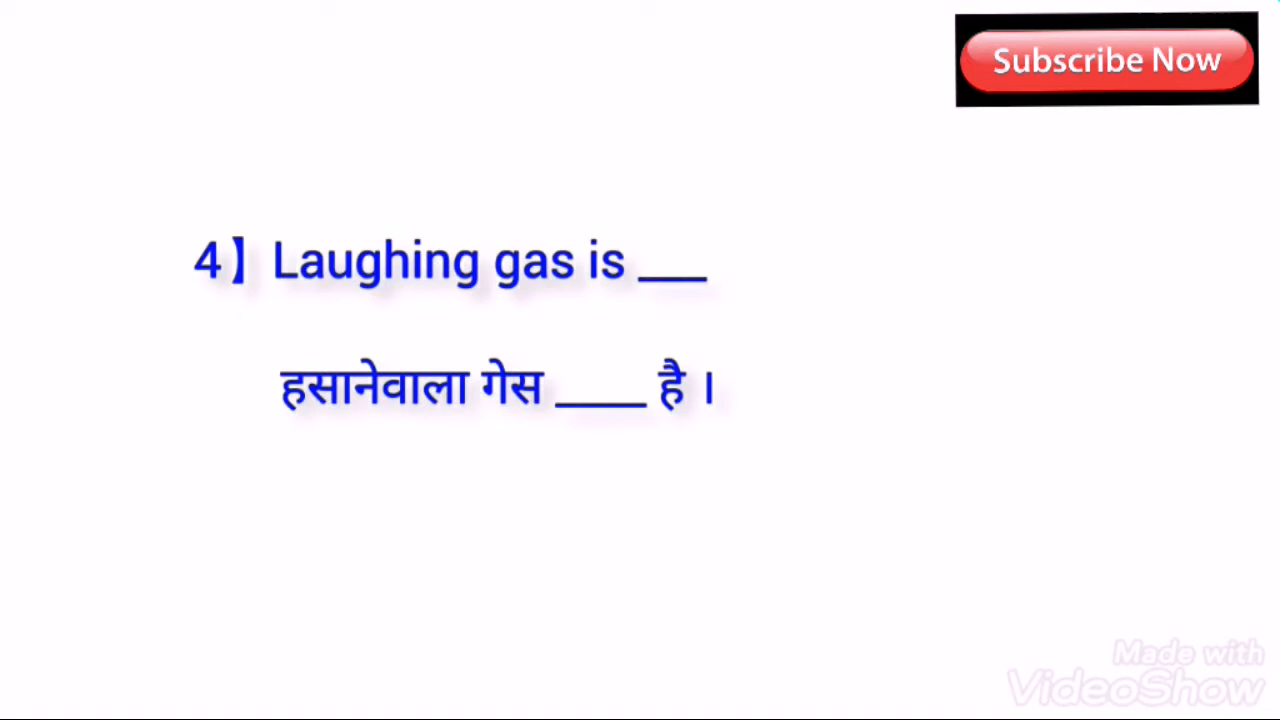 Subscribe Now
4】Laughing gas is ___
हसानेवाला गेस ____ है ।
Made with
VideoShow